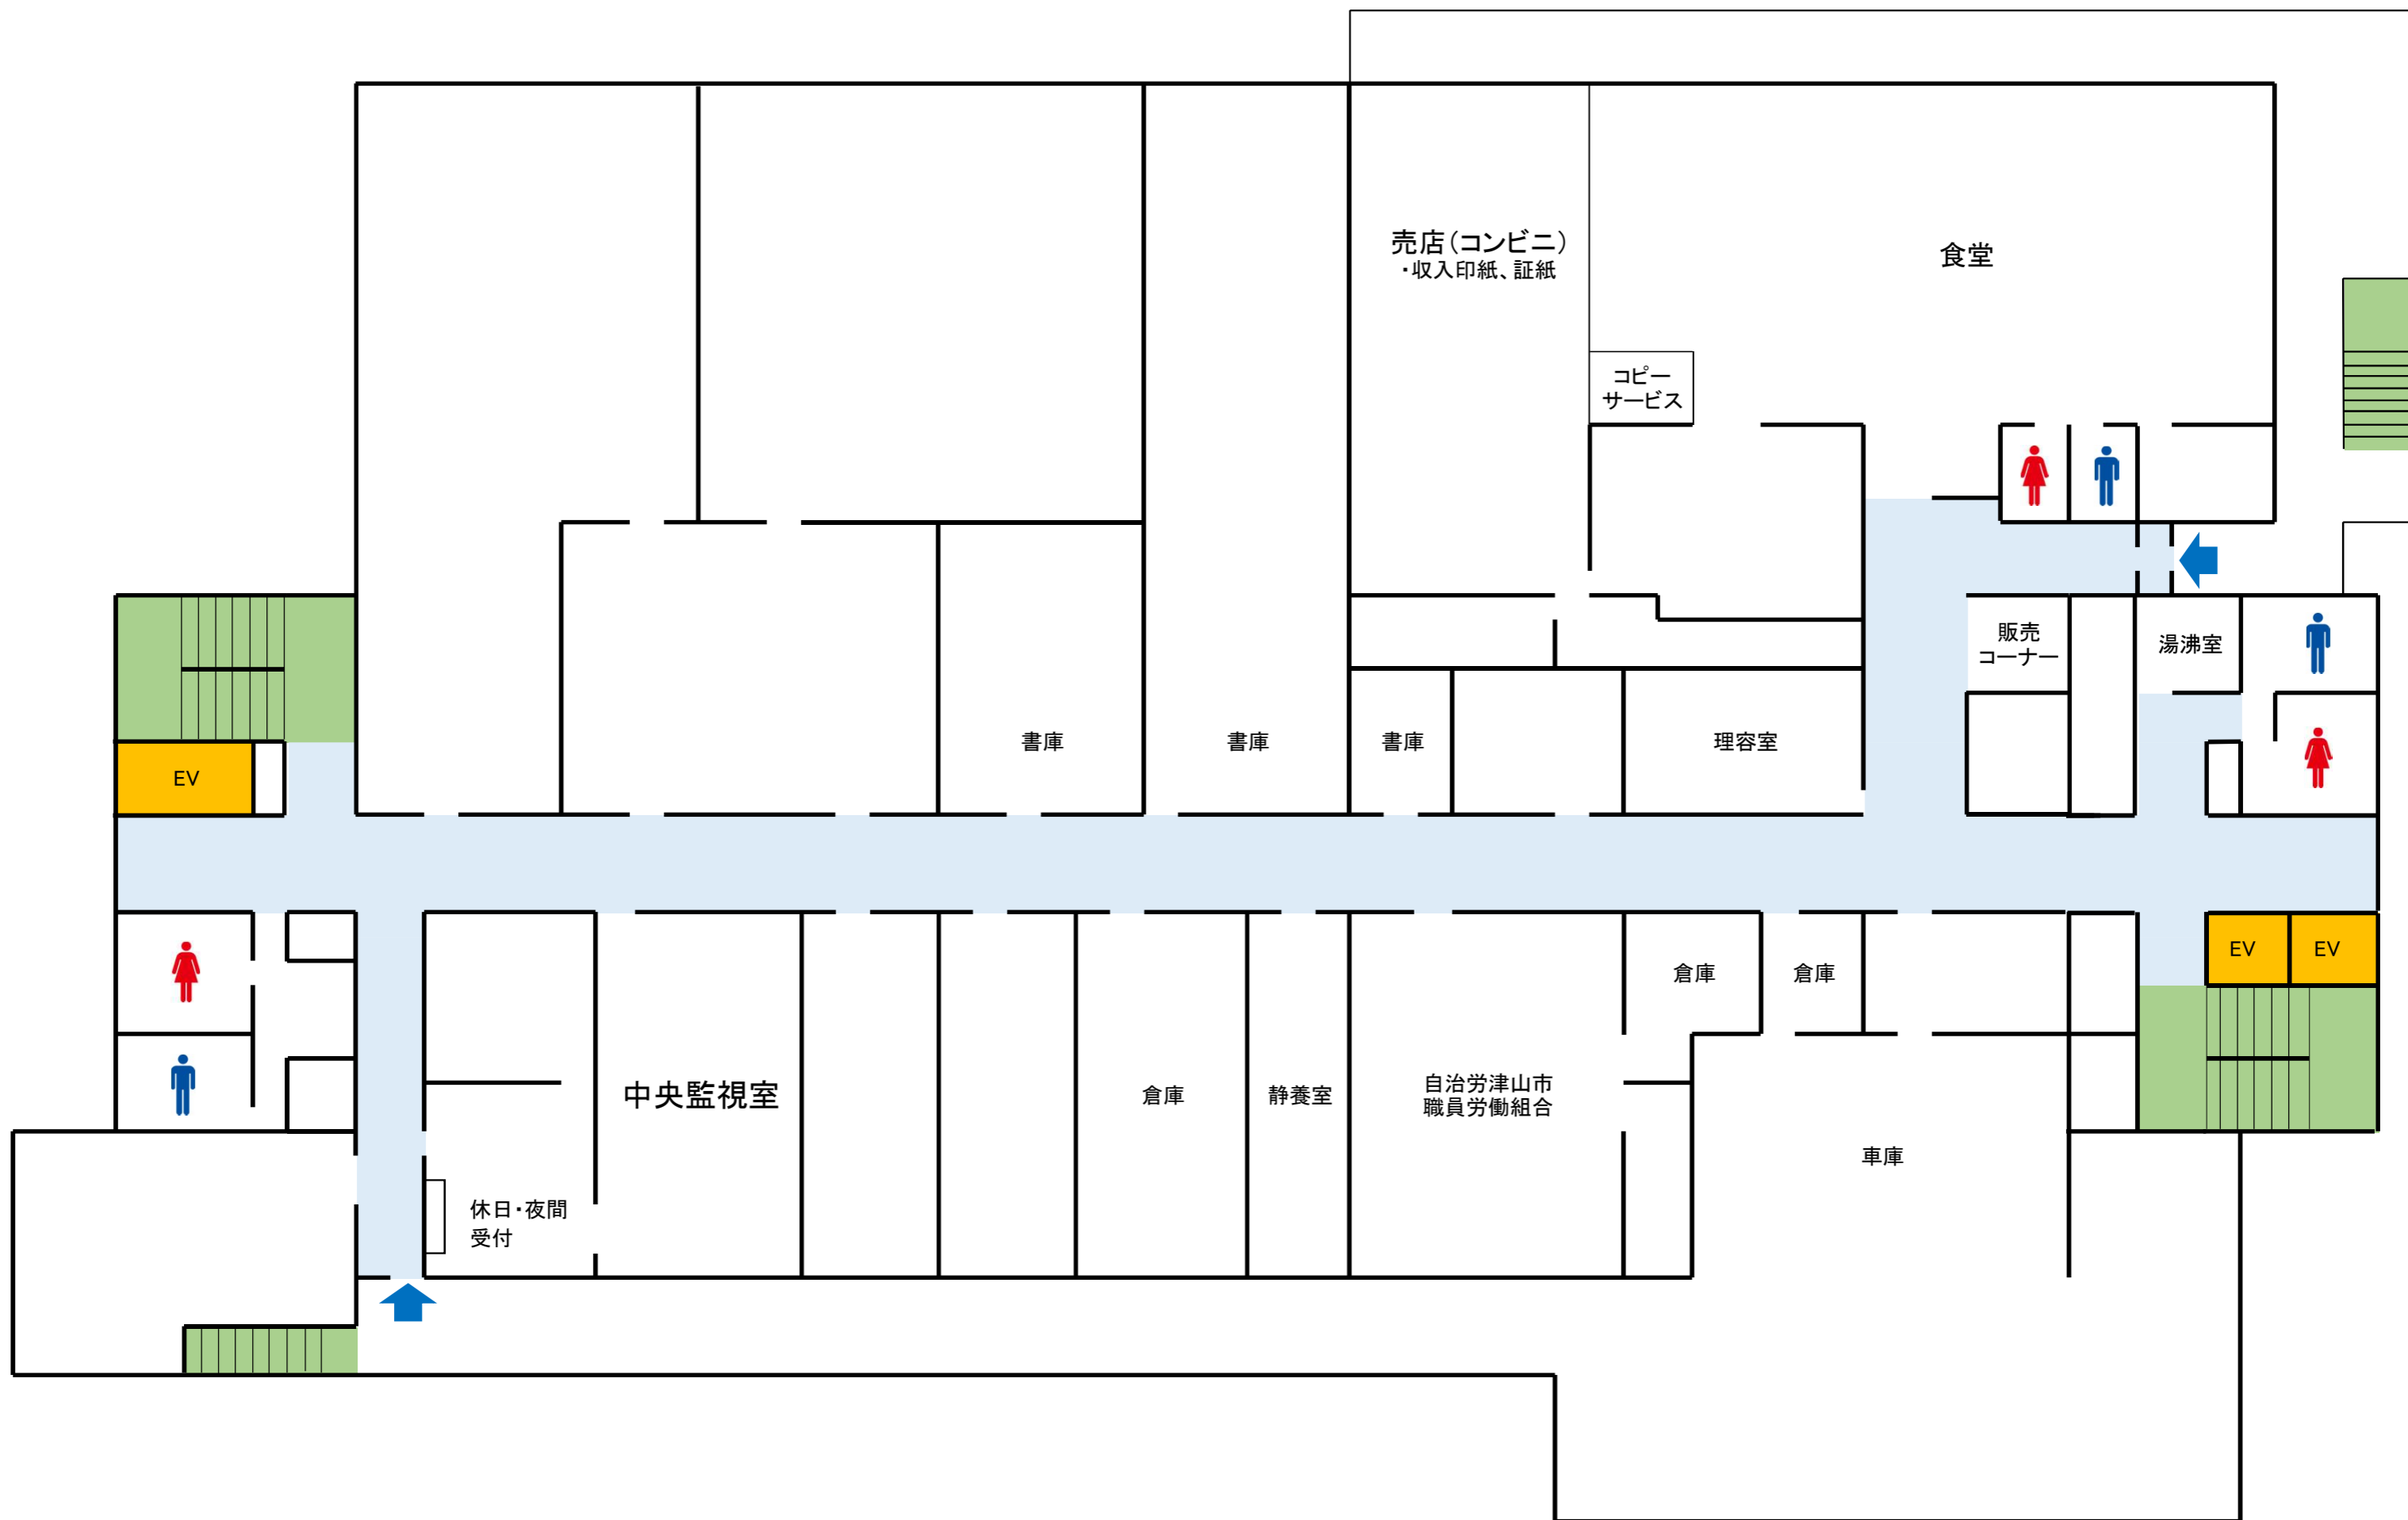 売店(コンビニ)
・収入印紙、証紙
食堂
コピー
サービス
販売
コーナー
湯沸室
書庫
書庫
書庫
理容室
EV
EV
EV
倉庫
倉庫
中央監視室
倉庫
静養室
自治労津山市
職員労働組合
車庫
休日・夜間
受付